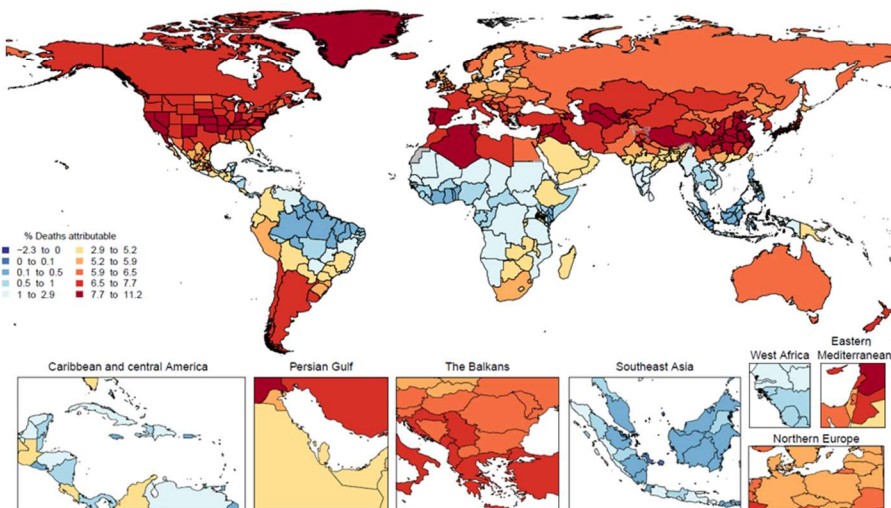 % Deaths attributable
−2.3 to 0
0 to 0.1
0.1 to 0.5
0.5 to 1
1 to 2.9
2.9 to 5.2
5.2 to 5.9
5.9 to 6.5
6.5 to 7.7
7.7 to 11.2
Caribbean and central America
Persian Gulf
The Balkans
Southeast Asia
West Africa
Eastern
Mediterranean
Northern Europe